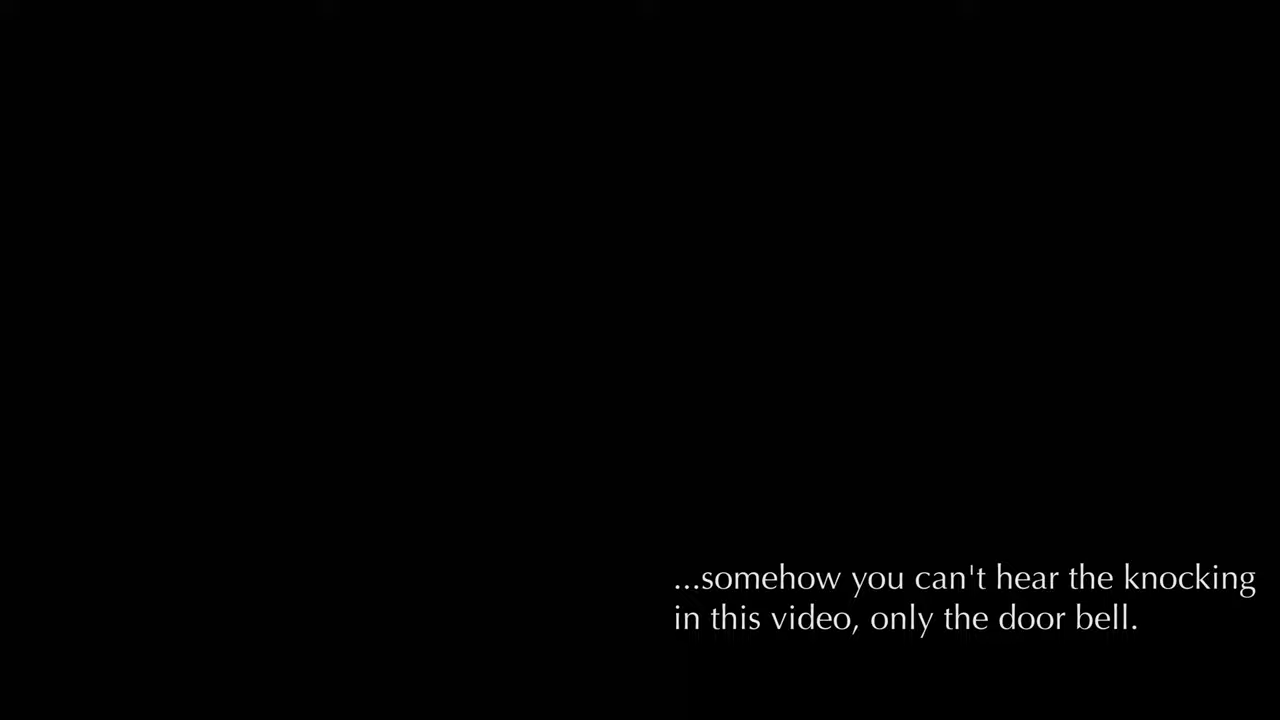 ...somehow you can't hear the knocking
in this video, only the door bell.